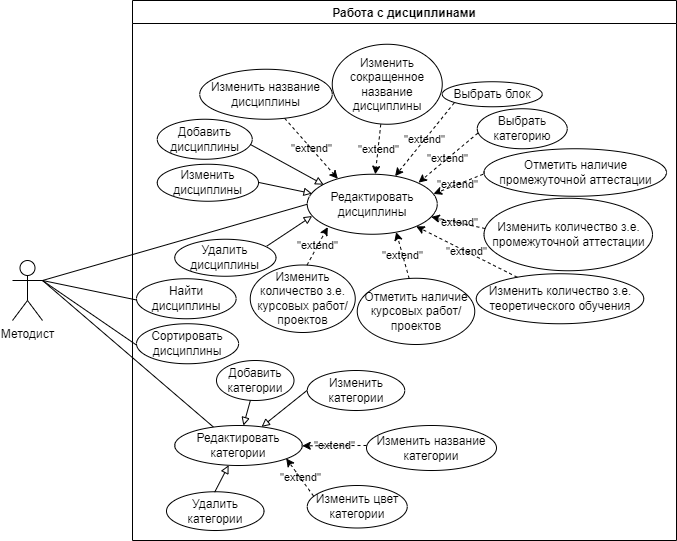 Работа с дисциплинами
Изменить
сокращенное
название
дисциплины
Изменить название
дисциплины
Выбрать блок
"extend"
"extend"
"extend"
"extend"
Выбрать
категорию
Добавить
дисциплины
Изменить
дисциплины
Отметить наличие
промежуточной аттестации
"extend"
Редактировать
дисциплины
"extend"
Изменить количество з.е.
промежуточной аттестации
Удалить
дисциплины
"extend"
"extend"
"extend"
Методист
Найти
дисциплины
Изменить
количество з.е.
курсовых работ/
проектов
Отметить наличие
курсовых работ/
проектов
Изменить количество з.е.
теоретического обучения
Сортировать
дисциплины
Добавить
категории
Изменить
категории
Редактировать
категории
"extend"
Изменить название
категории
"extend"
Удалить
категории
Изменить цвет
категории